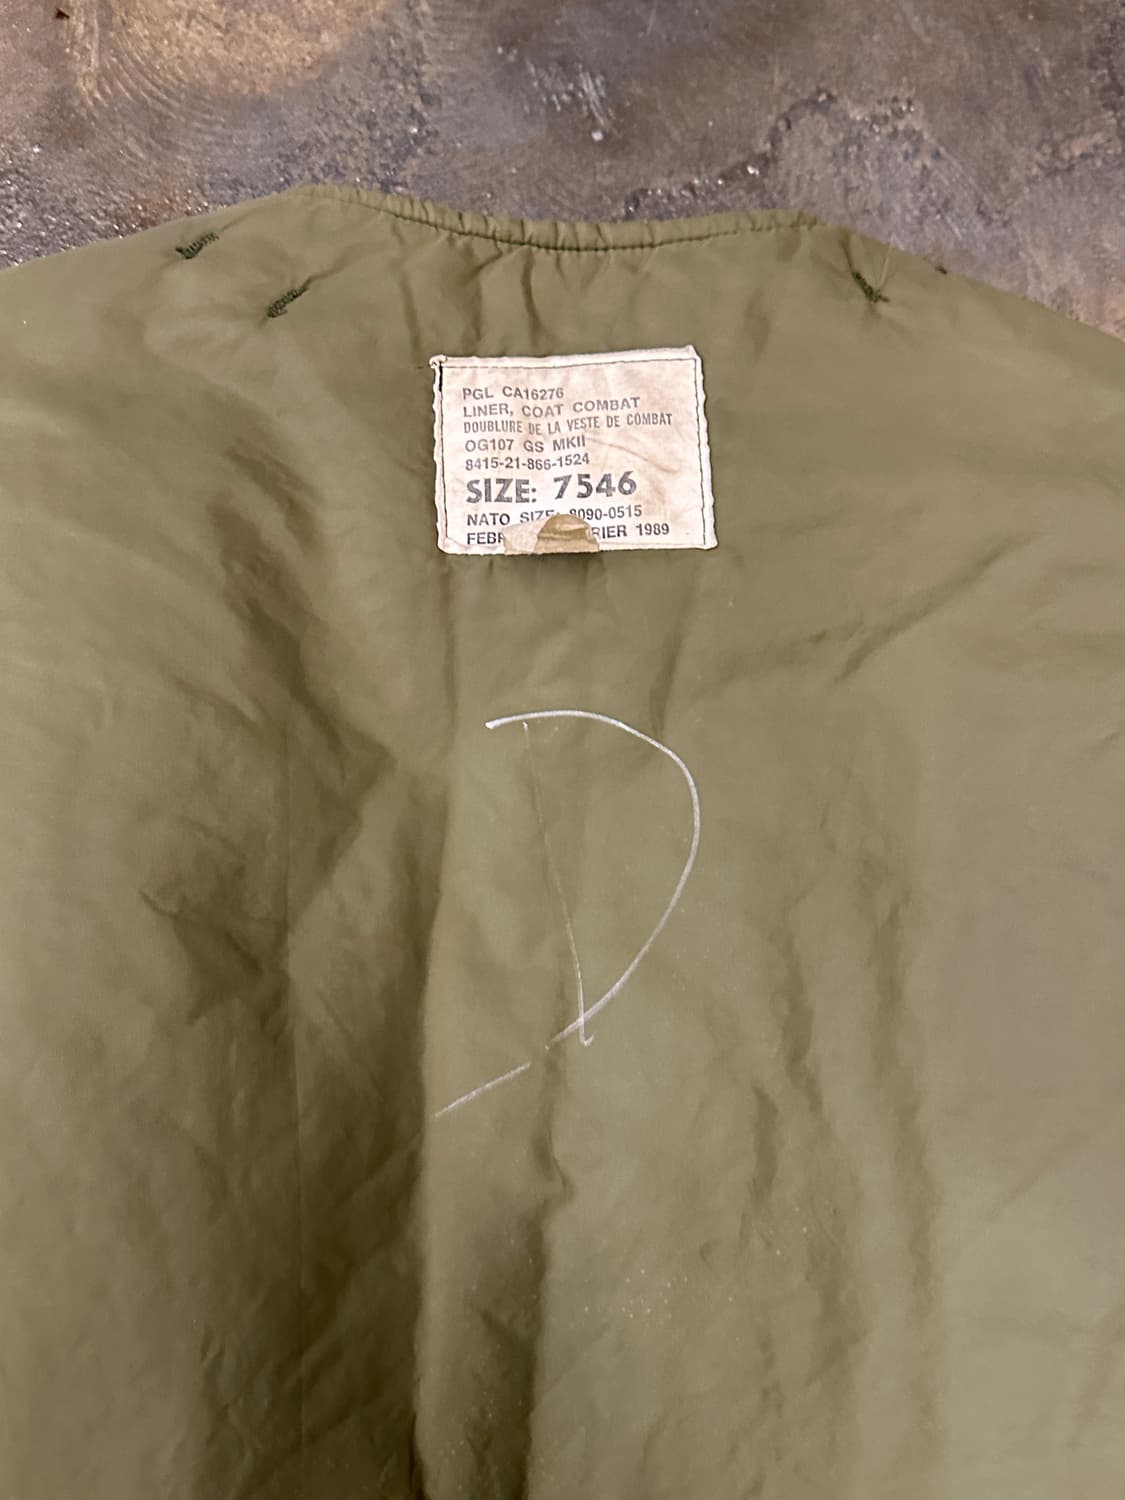 PGL CA16276
LINER, COAT COMBAT
DOUBLURE DE LA VESTE DE COMBAT
OG107 GS MKII
8415-21-866-1524
SIZE: 7546
NATO SIZE: 8090-0515
1989
D